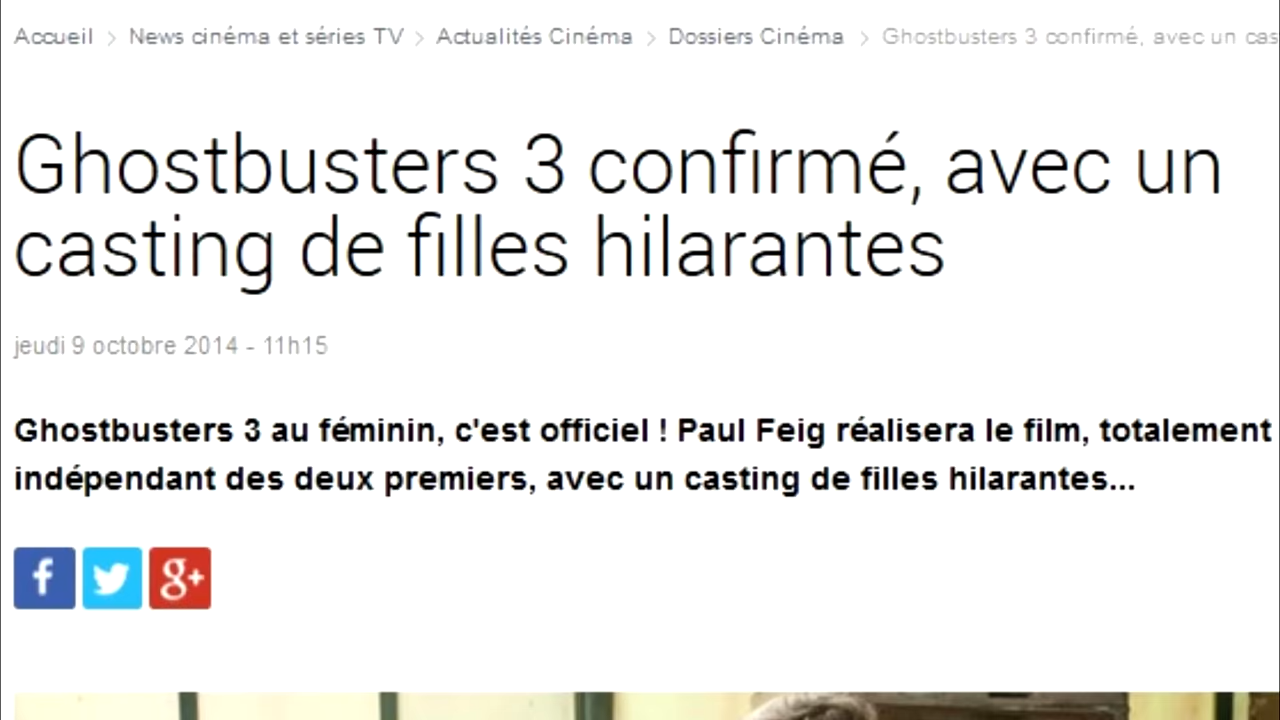 Accueil > News cinéma et séries TV > Actualités Cinéma > Dossiers Cinéma > Ghostbusters 3 confirmé, avec un cas
Ghostbusters 3 confirmé, avec un
casting de filles hilarantes
jeudi 9 octobre 2014 - 11h15
Ghostbusters 3 au féminin, c'est officiel ! Paul Feig réalisera le film, totalement
indépendant des deux premiers, avec un casting de filles hilarantes...
f g+